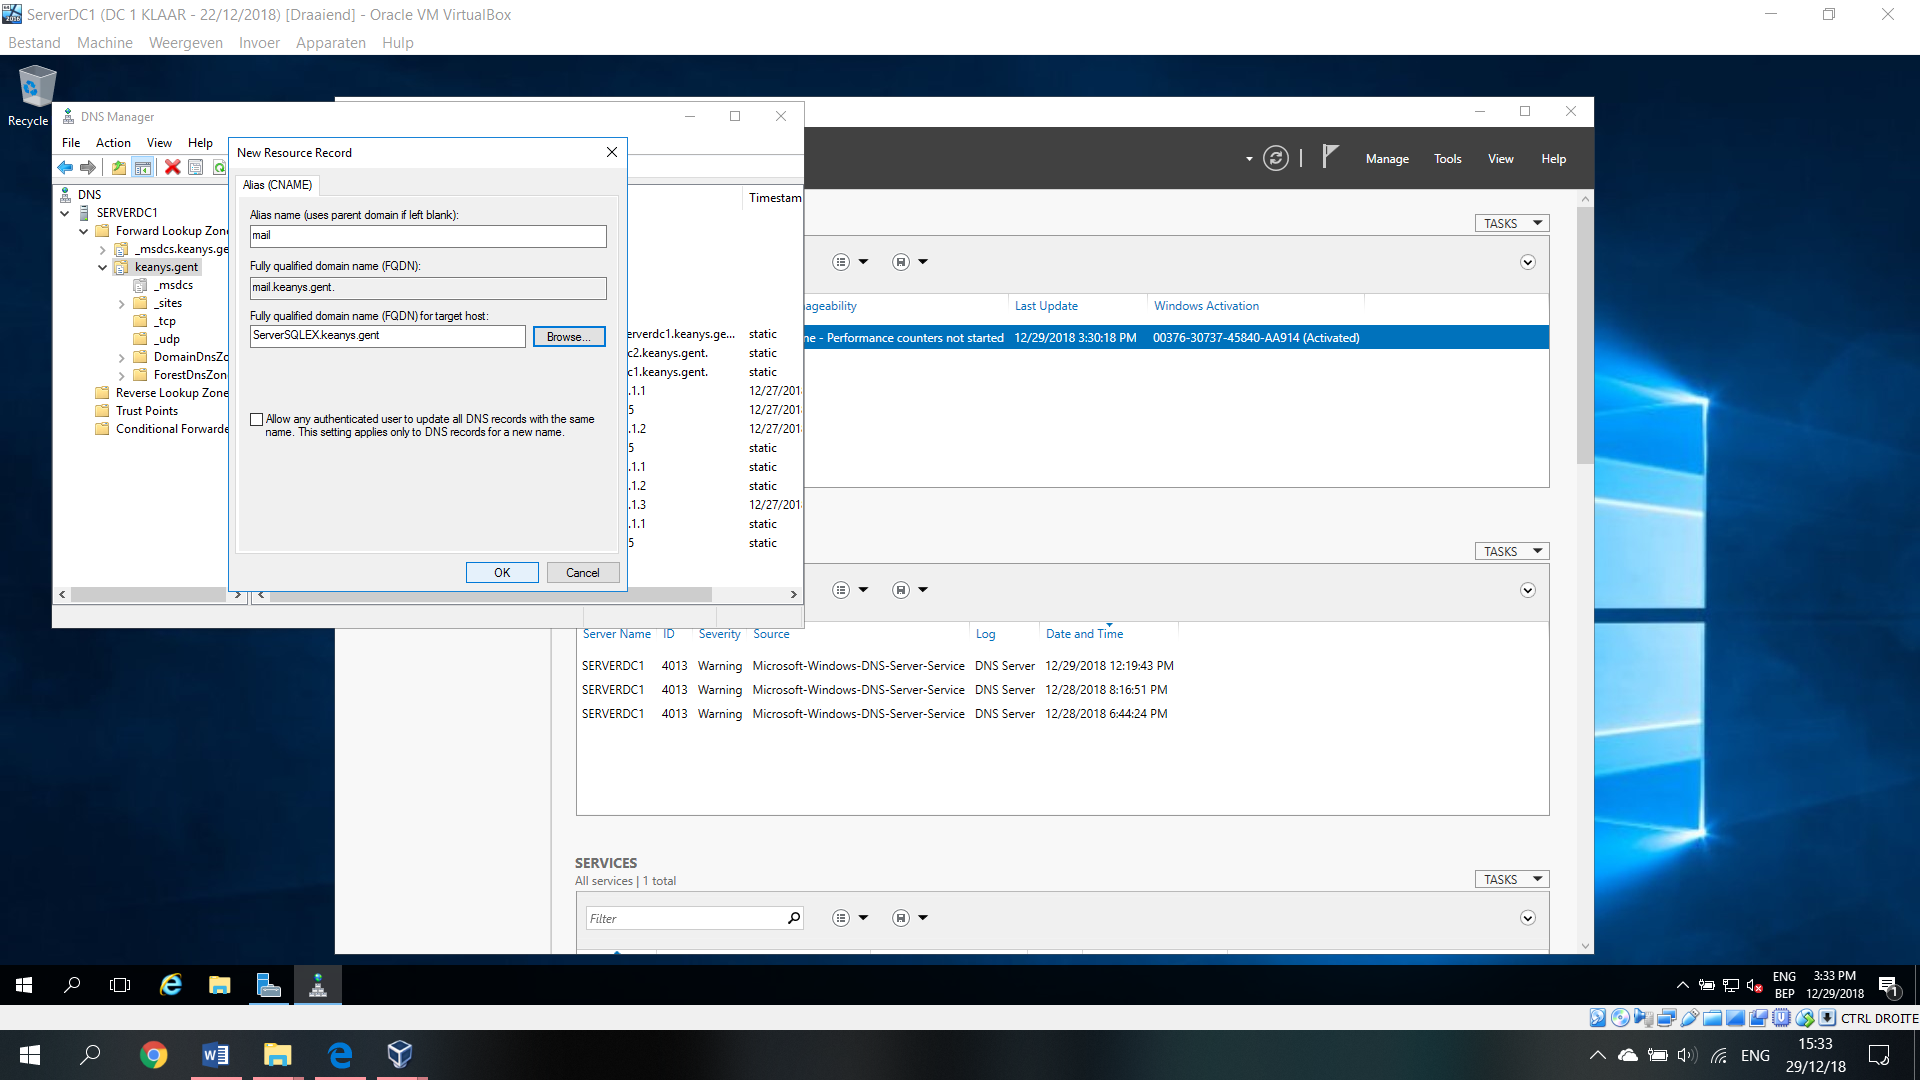 ServerDC1 (DC 1 KLAAR - 22/12/2018) [Draaiend] - Oracle VM VirtualBox
Bestand Machine Weergeven Invoer Apparaten Hulp
Recycle
DNS Manager
File Action View Help
New Resource Record
Alias (CNAME)
Alias name (uses parent domain if left blank):
mail
Fully qualified domain name (FQDN):
mail.keanys.gent.
Fully qualified domain name (FQDN) for target host:
ServerSQLEX.keanys.gent
Browse...
Allow any authenticated user to update all DNS records with the same
name. This setting applies only to DNS records for a new name.
OK Cancel
DNS
SERVERDC1
Forward Lookup Zone
_msdcs.keanys.ge
keanys.gent
_msdcs
_sites
_tcp
_udp
DomainDnsZo
ForestDnsZon
Reverse Lookup Zone
Trust Points
Conditional Forwarde
Timestam
erverdc1.keanys.ge... static
c2.keanys.gent. static
c1.keanys.gent. static
.1.1 12/27/201
5 12/27/201
.1.2 12/27/201
5 static
.1.1 static
.1.2 static
.1.3 12/27/201
.1.1 static
5 static
Manage Tools View Help
TASKS
ageability Last Update Windows Activation
ne - Performance counters not started 12/29/2018 3:30:18 PM 00376-30737-45840-AA914 (Activated)
TASKS
Server Name ID Severity Source Log Date and Time
SERVERDC1 4013 Warning Microsoft-Windows-DNS-Server-Service DNS Server 12/29/2018 12:19:43 PM
SERVERDC1 4013 Warning Microsoft-Windows-DNS-Server-Service DNS Server 12/28/2018 8:16:51 PM
SERVERDC1 4013 Warning Microsoft-Windows-DNS-Server-Service DNS Server 12/28/2018 6:44:24 PM
SERVICES
All services | 1 total
TASKS
Filter
ENG
BEP
3:33 PM
12/29/2018
1
CTRL DROITE
ENG
15:33
29/12/18